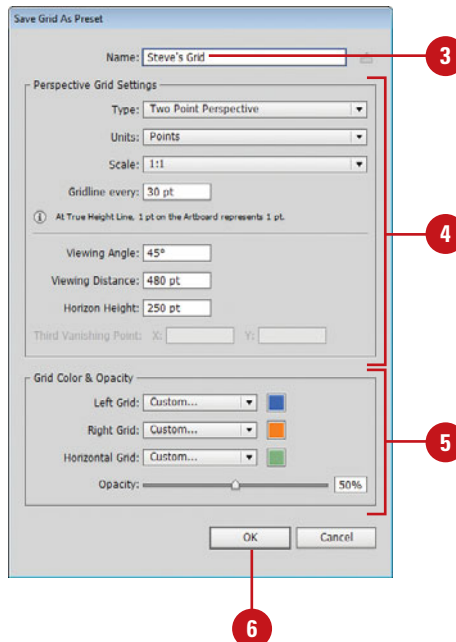 Save Grid As Preset
Name: Steve's Grid
3
Perspective Grid Settings
Type: Two Point Perspective
Units: Points
Scale: 1:1
Gridline every: 30 pt
At True Height Line, 1 pt on the Artboard represents 1 pt.
4
Viewing Angle: 45°
Viewing Distance: 480 pt
Horizon Height: 250 pt
Third Vanishing Point: X: Y:
Grid Color & Opacity
Left Grid: Custom...
Right Grid: Custom...
5
Horizontal Grid: Custom...
Opacity: 50%
OK Cancel
6